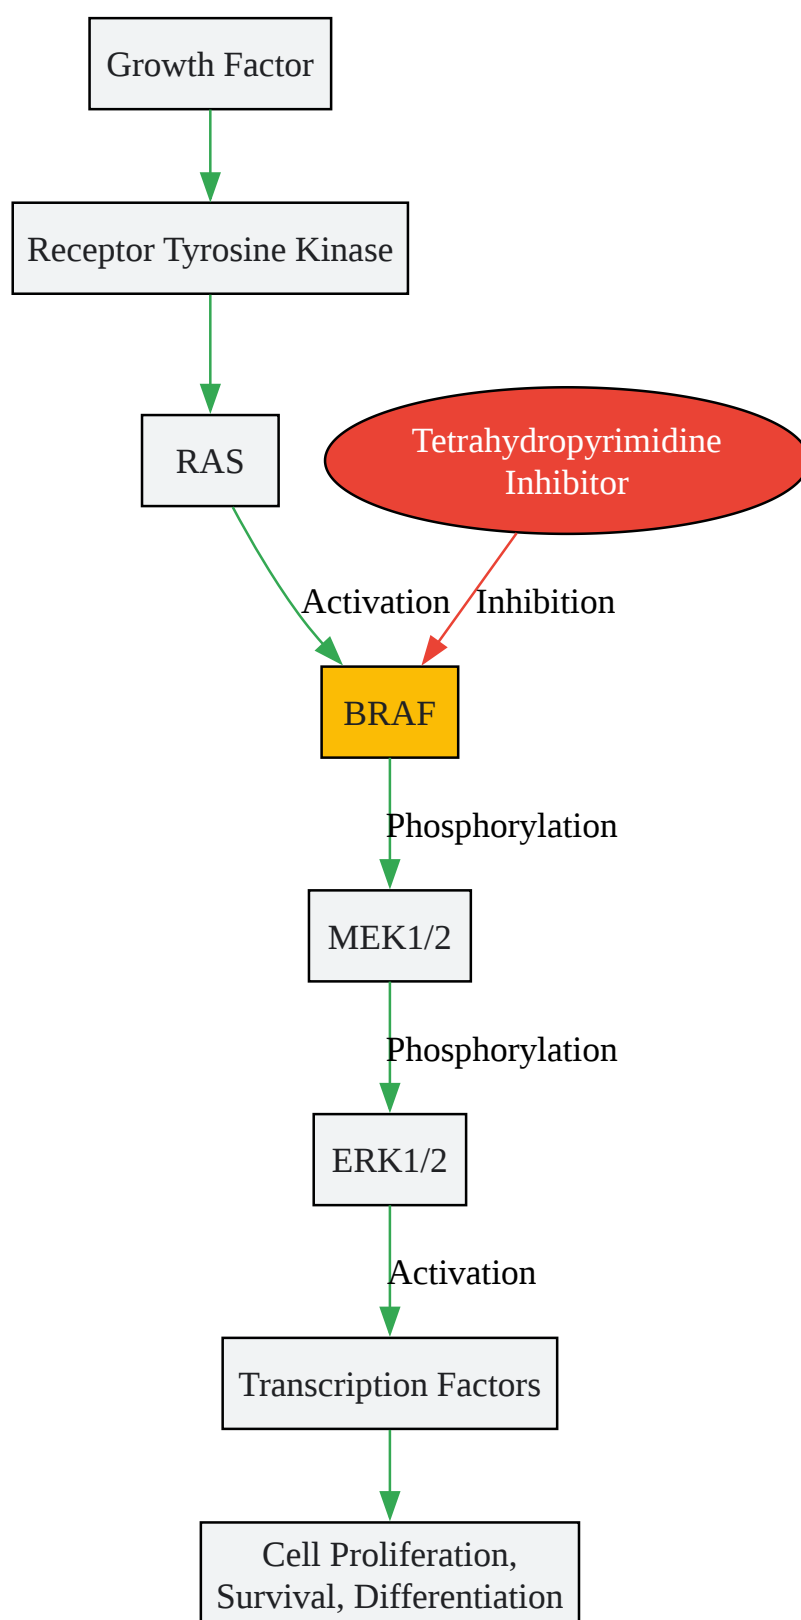 Growth Factor
Receptor Tyrosine Kinase
RAS
Tetrahydropyrimidine
Inhibitor
Activation
Inhibition
BRAF
Phosphorylation
MEK1/2
Phosphorylation
ERK1/2
Activation
Transcription Factors
Cell Proliferation,
Survival, Differentiation